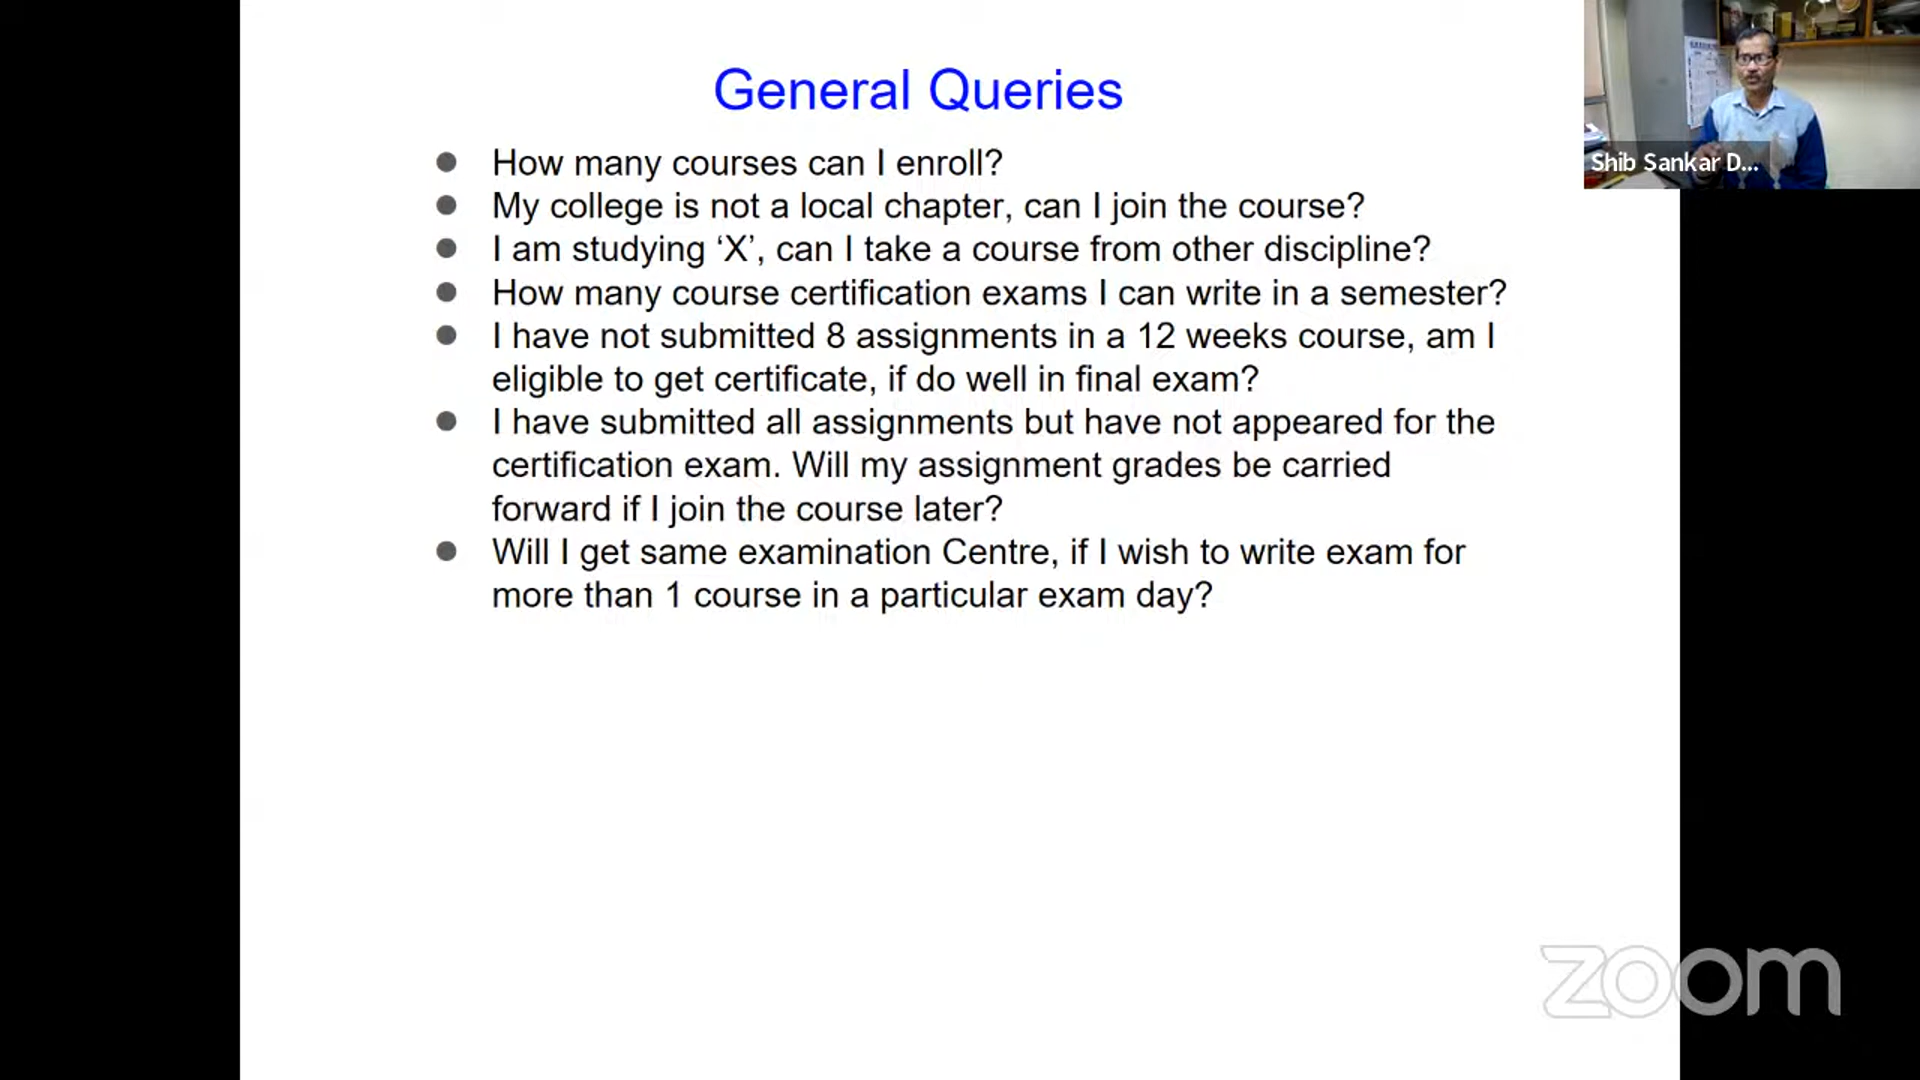 General Queries
How many courses can I enroll?
My college is not a local chapter, can I join the course?
I am studying ‘X’, can I take a course from other discipline?
How many course certification exams I can write in a semester?
I have not submitted 8 assignments in a 12 weeks course, am I
eligible to get certificate, if do well in final exam?
I have submitted all assignments but have not appeared for the
certification exam. Will my assignment grades be carried
forward if I join the course later?
Will I get same examination Centre, if I wish to write exam for
more than 1 course in a particular exam day?
Shib Sankar D...
zoom